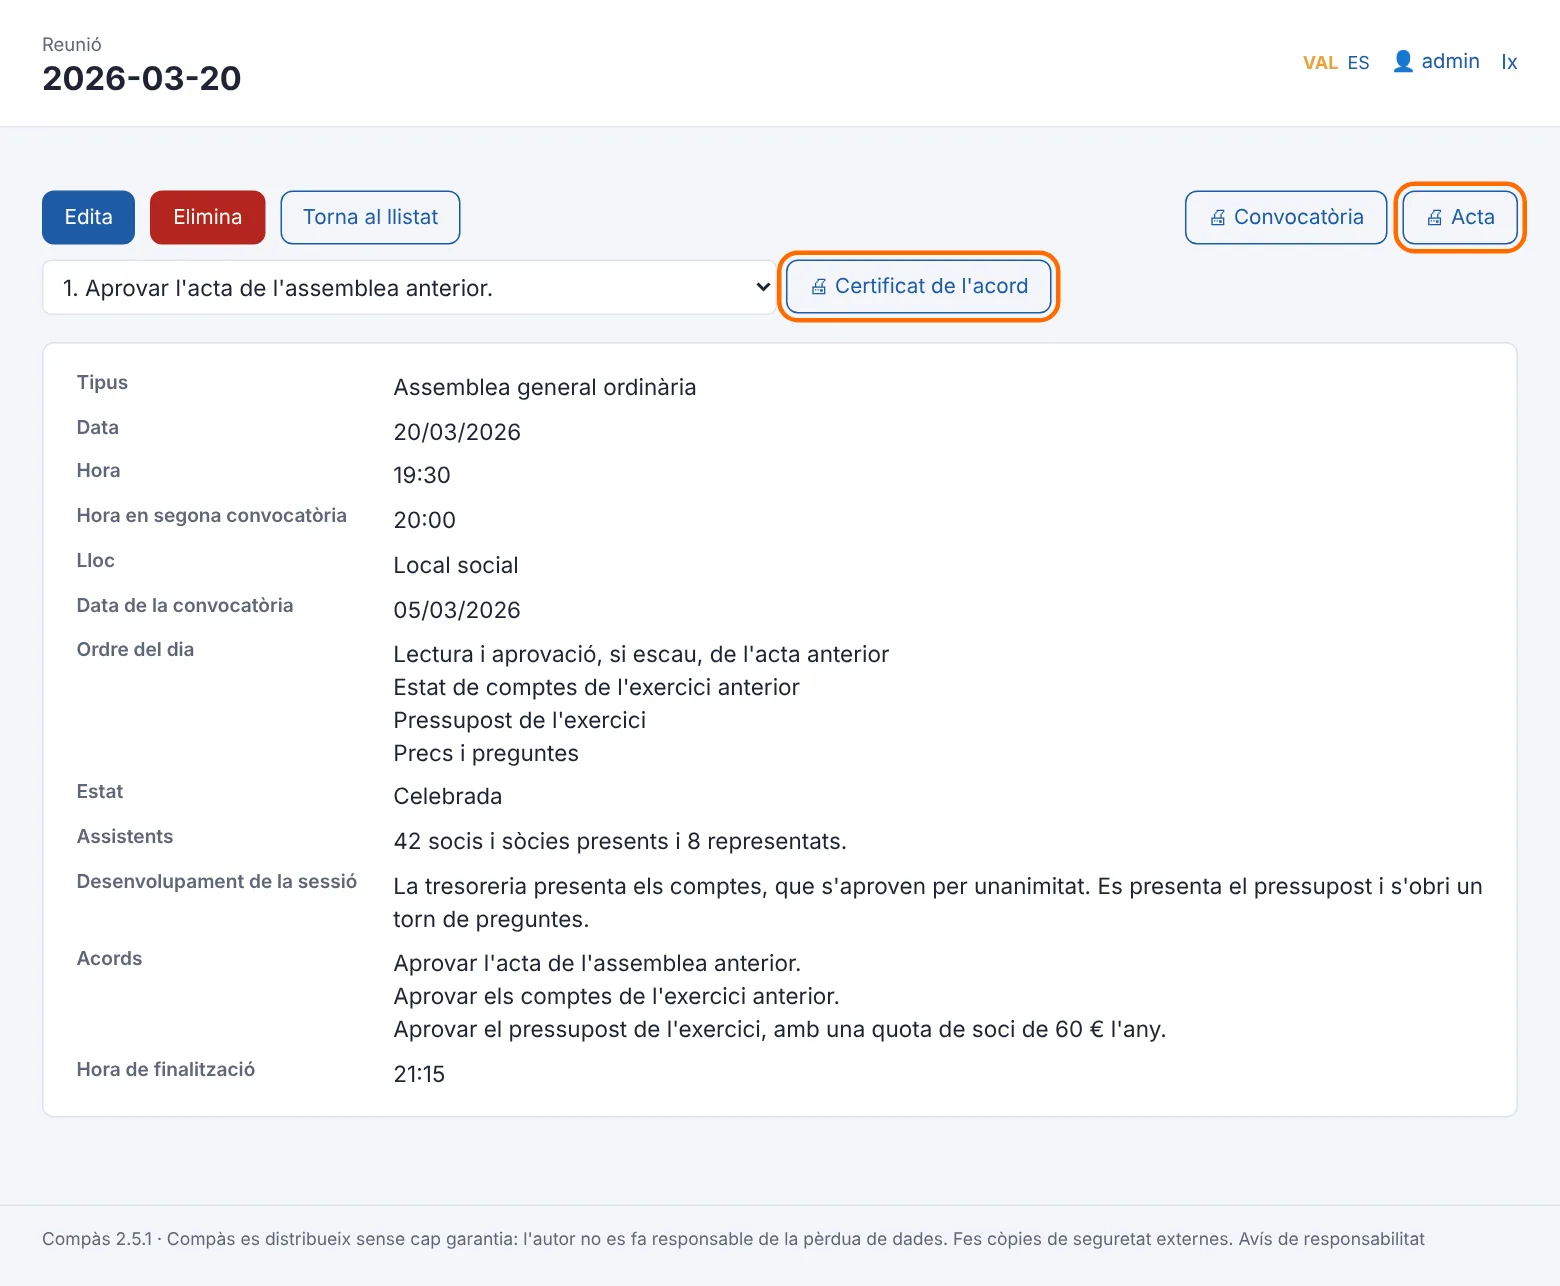 Reunió
2026-03-20
VAL ES admin Ix
Edita Elimina Torna al llistat Convocatòria Acta
1. Aprovar l'acta de l'assemblea anterior. Certificat de l'acord
Tipus Assemblea general ordinària
Data 20/03/2026
Hora 19:30
Hora en segona convocatòria 20:00
Lloc Local social
Data de la convocatòria 05/03/2026
Ordre del dia Lectura i aprovació, si escau, de l'acta anterior
Estat de comptes de l'exercici anterior
Pressupost de l'exercici
Precs i preguntes
Estat Celebrada
Assistents 42 socis i sòcies presents i 8 representats.
Desenvolupament de la sessió La tresoreria presenta els comptes, que s'aproven per unanimitat. Es presenta el pressupost i s'obri un
torn de preguntes.
Acords Aprovar l'acta de l'assemblea anterior.
Aprovar els comptes de l'exercici anterior.
Aprovar el pressupost de l'exercici, amb una quota de soci de 60 € l'any.
Hora de finalització 21:15
Compàs 2.5.1 · Compàs es distribueix sense cap garantia: l'autor no es fa responsable de la pèrdua de dades. Fes còpies de seguretat externes. Avís de responsabilitat